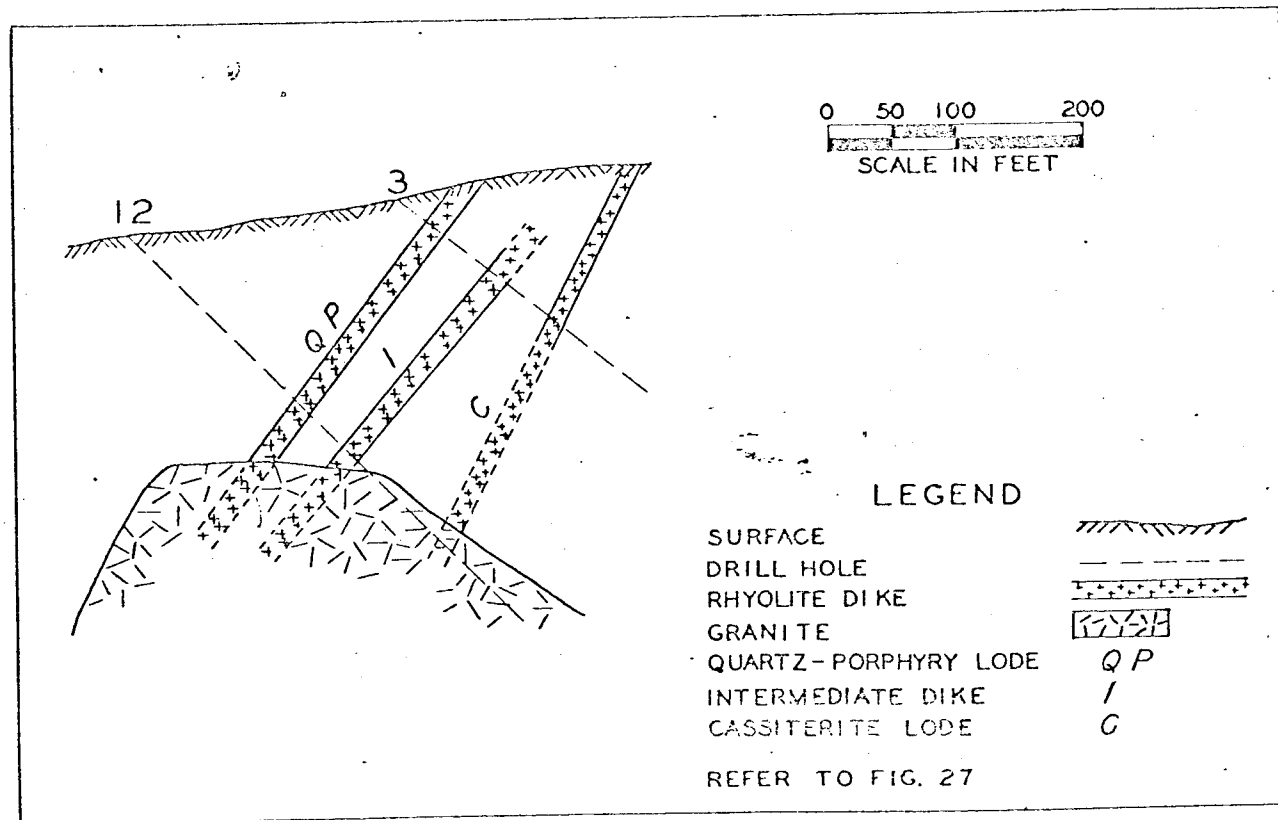 0 50 100 200
SCALE IN FEET
3
12
QP
I
C
LEGEND
SURFACE
DRILL HOLE
RHYOLITE DIKE
GRANITE
QUARTZ-PORPHYRY LODE QP
INTERMEDIATE DIKE I
CASSITERITE LODE C
REFER TO FIG. 27